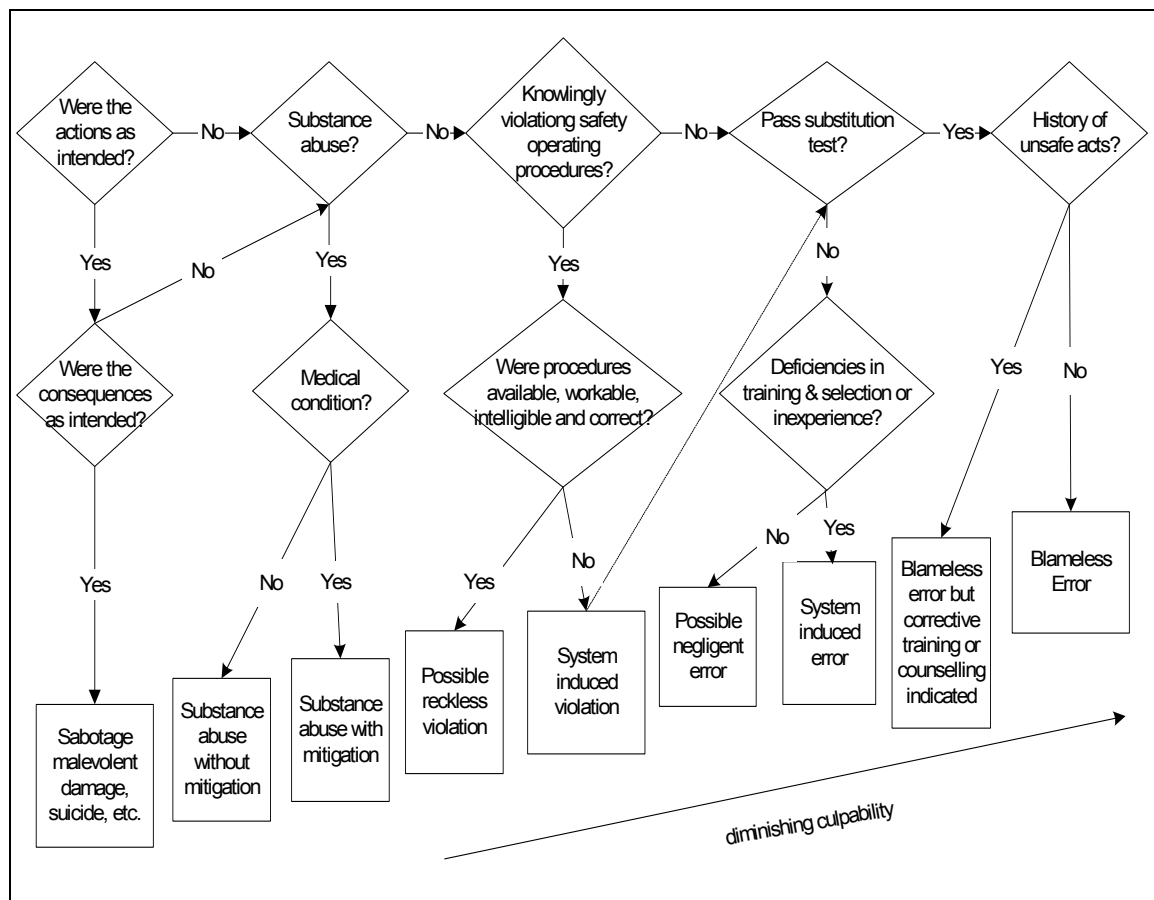 Were the
actions as
intended?
No
Substance
abuse?
No
Knowlingly
violationg safety
operating
procedures?
No
Pass substitution
test?
Yes
History of
unsafe acts?
Yes
No
Yes
Yes
No
Were the
consequences
as intended?
Medical
condition?
Were procedures
available, workable,
intelligible and correct?
Deficiencies in
training & selection or
inexperience?
Yes
No
Yes
No
Yes
Yes
No
No
Yes
Sabotage
malevolent
damage,
suicide, etc.
Substance
abuse
without
mitigation
Substance
abuse with
mitigation
Possible
reckless
violation
System
induced
violation
Possible
negligent
error
System
induced
error
Blameless
error but
corrective
training or
counselling
indicated
Blameless
Error
diminishing culpability